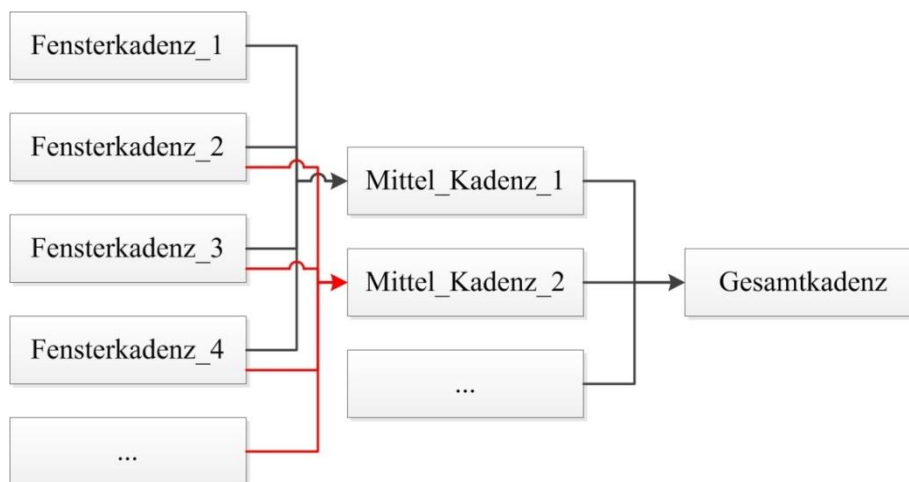 Fensterkadenz_1
Fensterkadenz_2
Fensterkadenz_3
Fensterkadenz_4
...
Mittel_Kadenz_1
Mittel_Kadenz_2
...
Gesamtkadenz